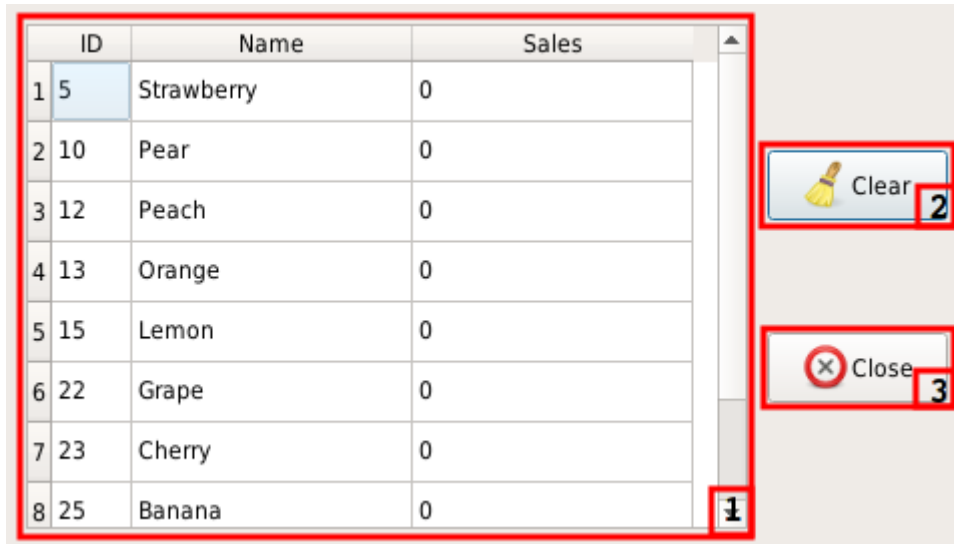 ID Name Sales
1 5 Strawberry 0
2 10 Pear 0
3 12 Peach 0
4 13 Orange 0
5 15 Lemon 0
6 22 Grape 0
7 23 Cherry 0
8 25 Banana 0
1
Clear
2
Close
3